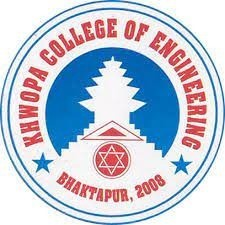 KHWOPA COLLEGE OF ENGINEERING
BHAKTAPUR, 2008